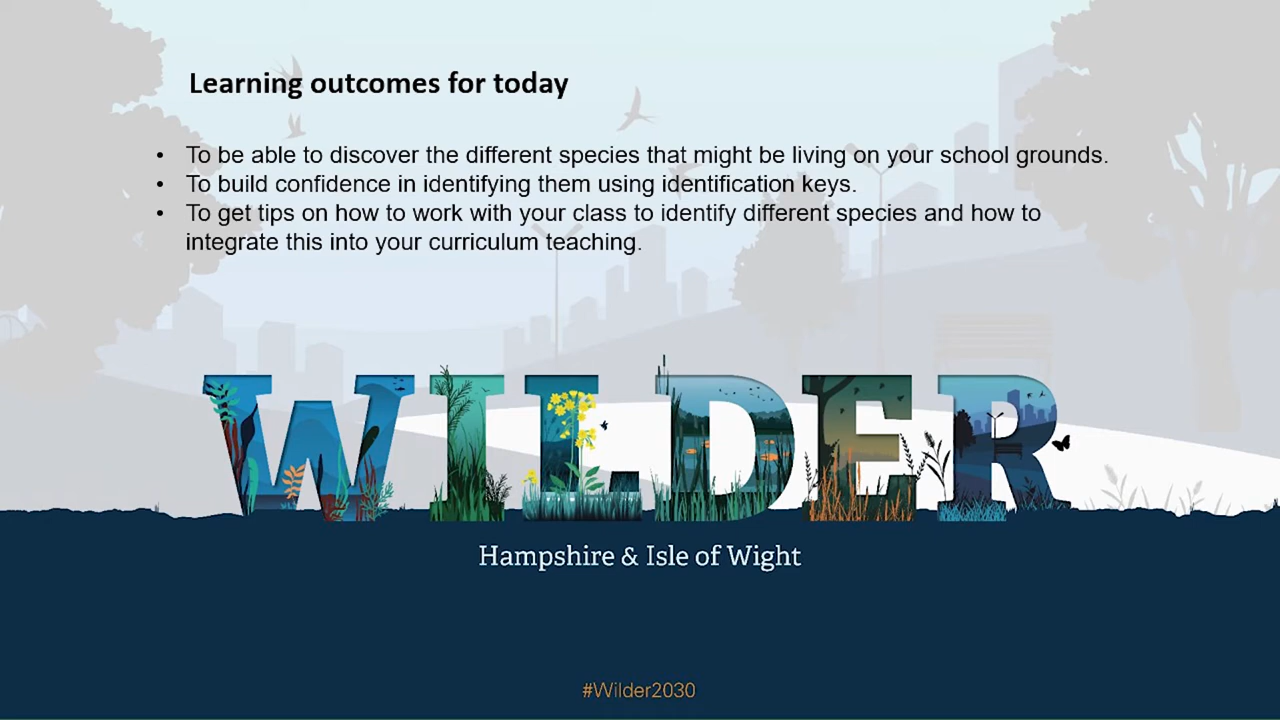 Learning outcomes for today
• To be able to discover the different species that might be living on your school grounds.
• To build confidence in identifying them using identification keys.
• To get tips on how to work with your class to identify different species and how to
integrate this into your curriculum teaching.
WILDER
Hampshire & Isle of Wight
#Wilder2030